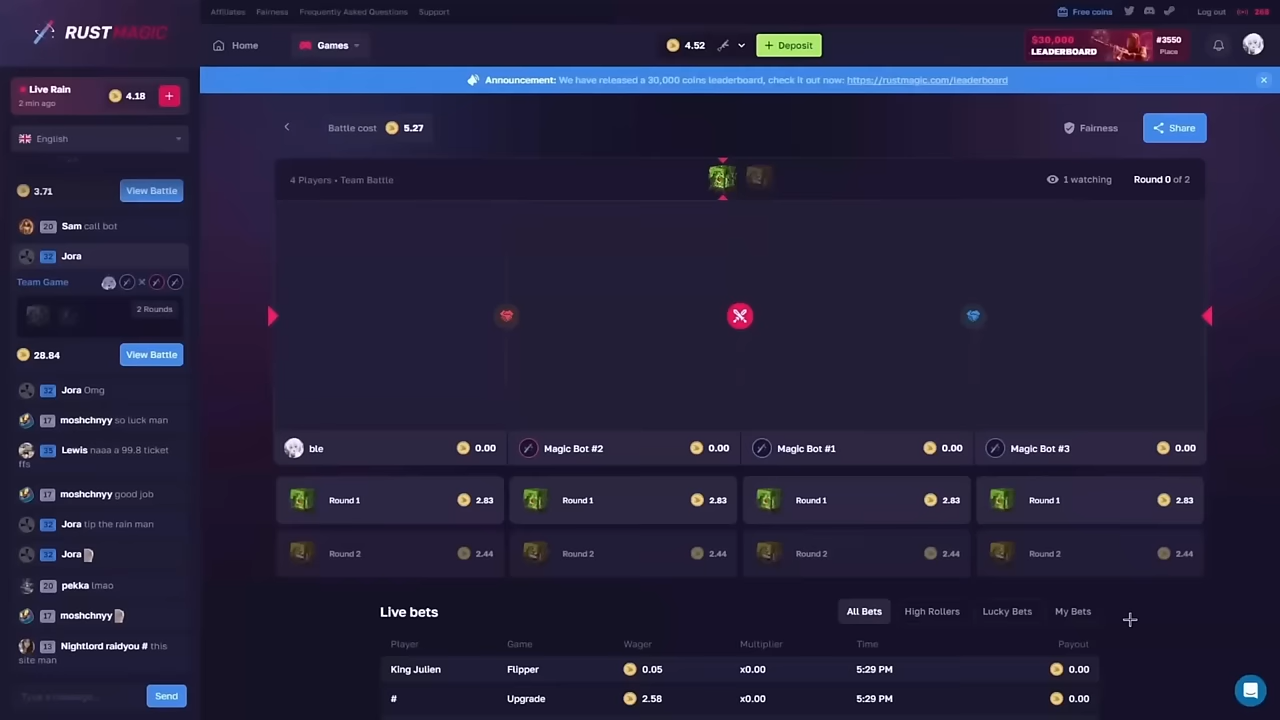 Affiliates Fairness Frequently Asked Questions Support
Free coins Log out 268
RUSTMAGIC
Home Games 4.52 + Deposit
$30,000 LEADERBOARD #3550 Place
Announcement: We have released a 30,000 coins leaderboard, check it out now: https://rustmagic.com/leaderboard
Live Rain
2 min ago
4.18 +
English
3.71 View Battle
20 Sam call bot
32 Jora
Team Game
2 Rounds
28.84 View Battle
32 Jora Omg
17 moshchnyy so luck man
35 Lewis naaa a 99.8 ticket
ffs
17 moshchnyy good job
32 Jora tip the rain man
32 Jora
20 pekka lmao
17 moshchnyy
13 Nightlord raidyou # this
site man
Type a message... Send
Battle cost 5.27 Fairness Share
4 Players • Team Battle 1 watching Round 0 of 2
ble 0.00 Magic Bot #2 0.00 Magic Bot #1 0.00 Magic Bot #3 0.00
Round 1 2.83 Round 1 2.83 Round 1 2.83 Round 1 2.83
Round 2 2.44 Round 2 2.44 Round 2 2.44 Round 2 2.44
Live bets All Bets High Rollers Lucky Bets My Bets
Player Game Wager Multiplier Time Payout
King Julien Flipper 0.05 x0.00 5:29 PM 0.00
# Upgrade 2.58 x0.00 5:29 PM 0.00